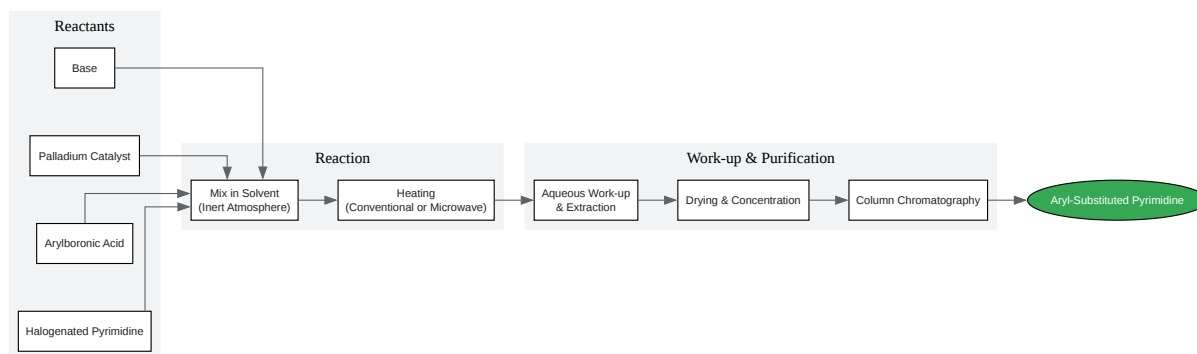 Reactants
Base
Palladium Catalyst
Arylboronic Acid
Halogenated Pyrimidine
Reaction
Mix in Solvent
(Inert Atmosphere)
Heating
(Conventional or Microwave)
Work-up & Purification
Aqueous Work-up
& Extraction
Drying & Concentration
Column Chromatography
Aryl-Substituted Pyrimidine